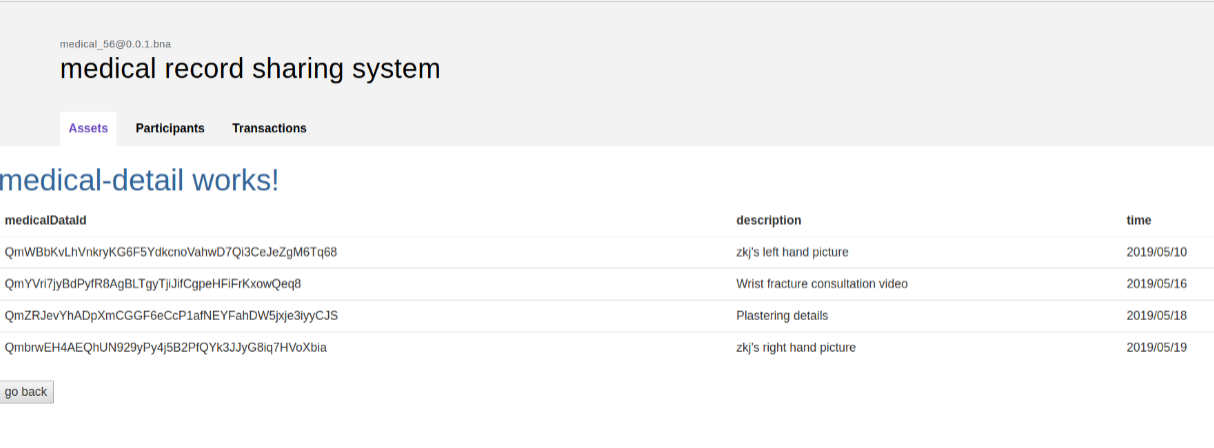 medical_56@0.0.1.bna
medical record sharing system
Assets Participants Transactions
medical-detail works!
medicalDataId description time
QmWBbKvLhVnkryKG6F5YdkcnoVahwD7Qi3CeJeZgM6Tq68 zkj's left hand picture 2019/05/10
QmYVri7jyBdPyfR8AgBLTgyTjiJifCgpeHFiFrKxowQeq8 Wrist fracture consultation video 2019/05/16
QmZRJevYhADpXmCGGF6eCcP1afNEYFahDW5jxje3iyyCJS Plastering details 2019/05/18
QmbrwEH4AEQhUN929yPy4j5B2PfQYk3JJyG8iq7HVoXbia zkj's right hand picture 2019/05/19
go back